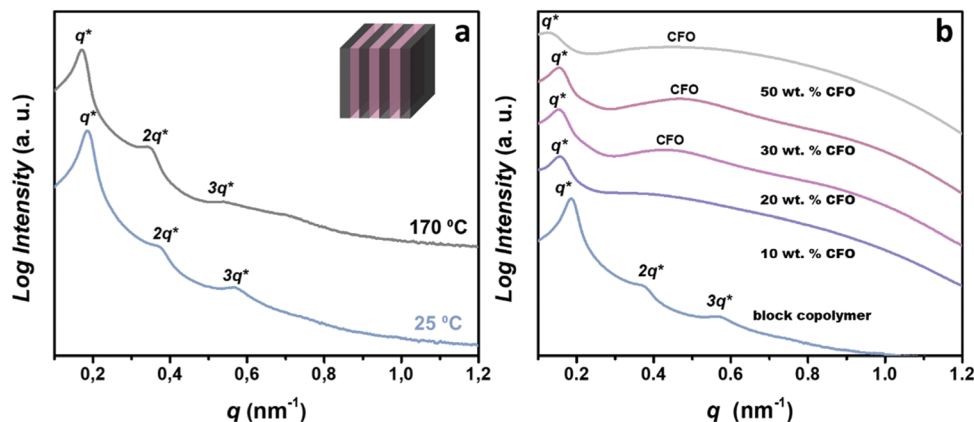 a
q*
2q*
3q*
170 ºC
q*
2q*
3q*
25 ºC
Log Intensity (a. u.)
0,2 0,4 0,6 0,8 1,0 1,2
q (nm-1)
b
q*
CFO
50 wt. % CFO
q*
CFO
30 wt. % CFO
q*
CFO
20 wt. % CFO
q*
10 wt. % CFO
q*
2q*
3q*
block copolymer
Log Intensity (a. u.)
0.2 0.4 0.6 0.8 1.0 1.2
q (nm-1)